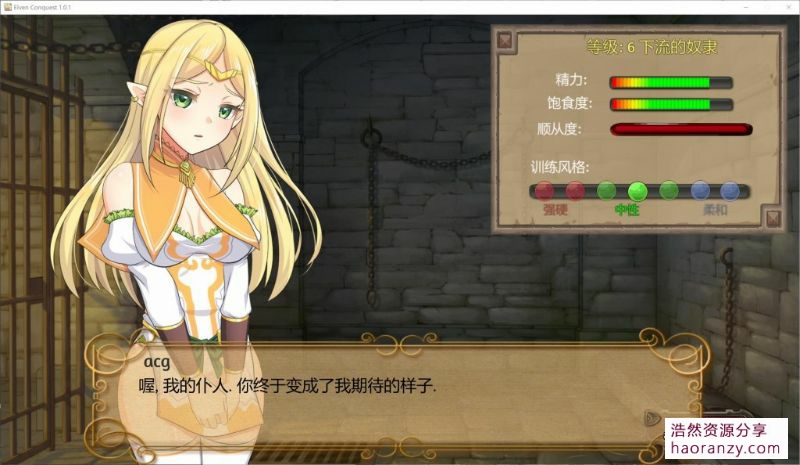 Elven Conquest 1.0.1
等级: 6 下流的奴隶
精力:
饱食度:
顺从度:
训练风格:
强硬 中性 柔和
acg
喔, 我的仆人. 你终于变成了我期待的样子.
浩然资源分享
haoranzy.com